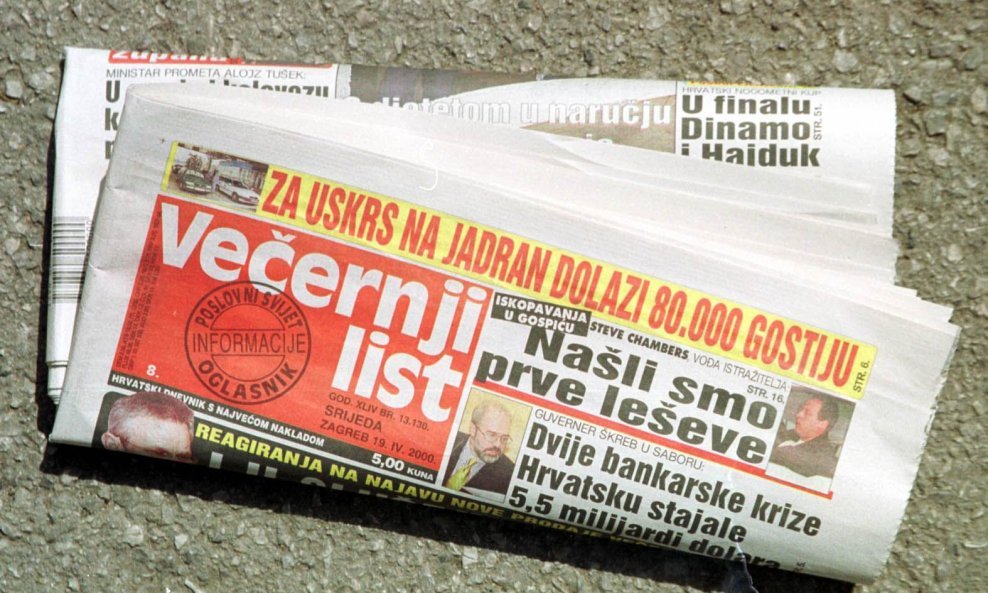 MINISTAR PROMETA ALOJZ TUŠEK:
U
u naručju
HRVATSKI NOGOMETNI KUP
U finalu
Dinamo
i Hajduk
STR. 51.
ZA USKRS NA JADRAN DOLAZI 80.000 GOSTIJU
STR. 6.
Večernji
list
POSLOVNI SVIJET
INFORMACIJE
OGLASNIK
8.
HRVATSKI DNEVNIK S NAJVEĆOM NAKLADOM
GOD. XLIV BR. 13.130.
SRIJEDA
ZAGREB 19. IV. 2000.
5,00 KUNA
ISKOPAVANJA
U GOSPIĆU
STEVE CHAMBERS, VOĐA ISTRAŽITELJA
Našli smo
prve leševe
STR. 16.
GUVERNER ŠKREB U SABORU:
Dvije bankarske krize
Hrvatsku stajale
5,5 milijardi dolara
REAGIRANJA NA NAJAVU NOVE